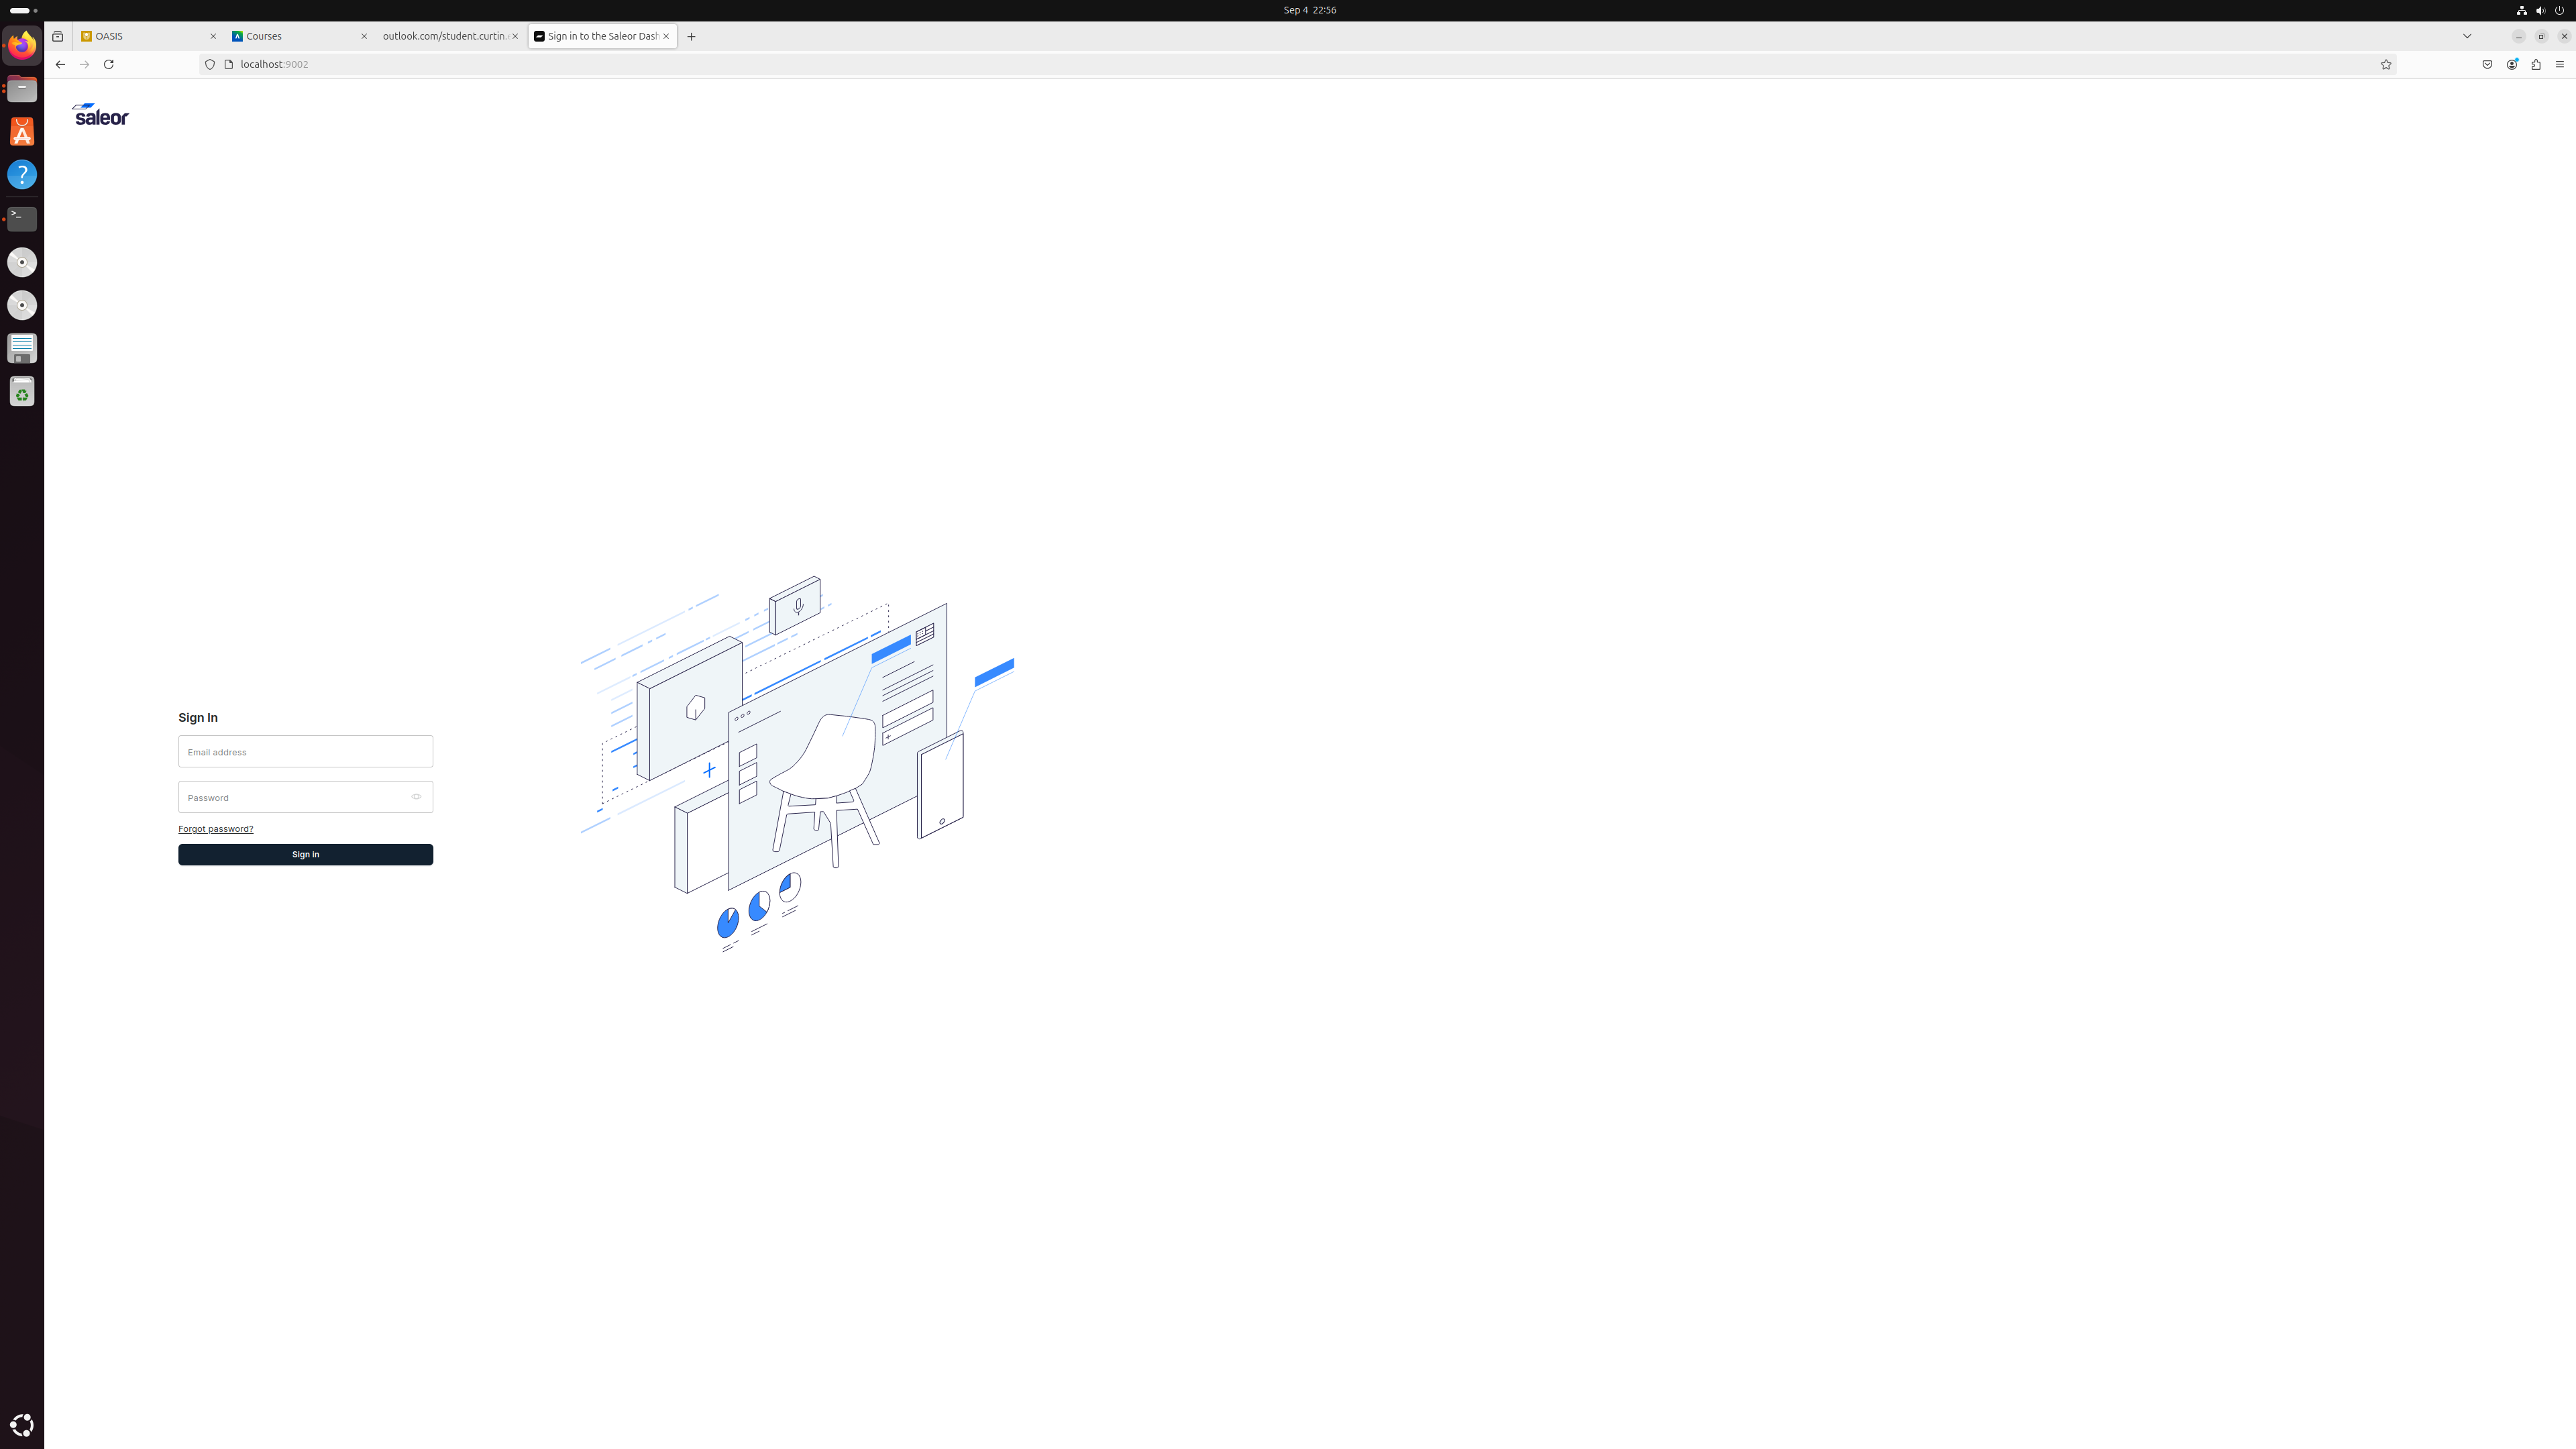 Sep 4 22:56
OASIS
Courses
outlook.com/student.curtin.
Sign in to the Saleor Dash
localhost:9002
saleor
Sign In
Email address
Password
Forgot password?
Sign in